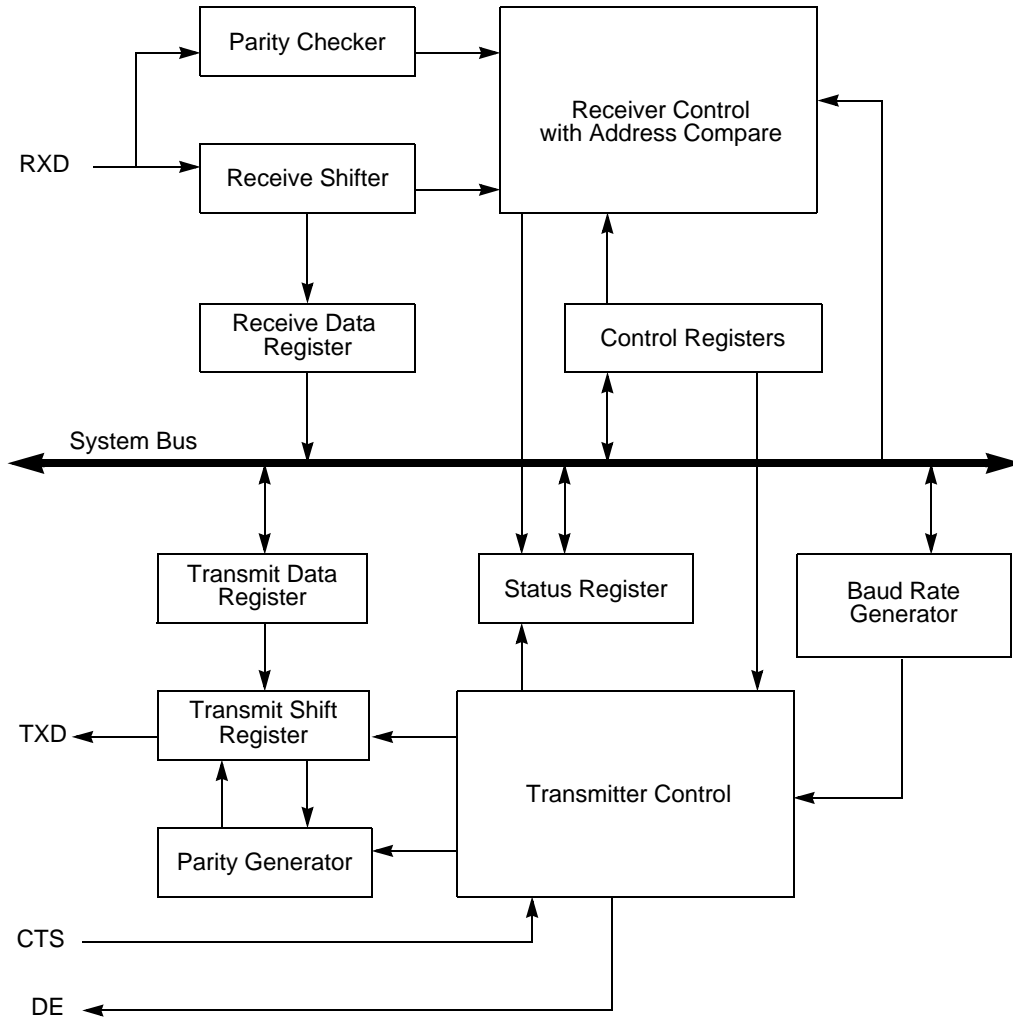 Parity Checker
Receiver Control
with Address Compare
RXD
Receive Shifter
Receive Data
Register
Control Registers
System Bus
Transmit Data
Register
Status Register
Baud Rate
Generator
TXD
Transmit Shift
Register
Transmitter Control
Parity Generator
CTS
DE